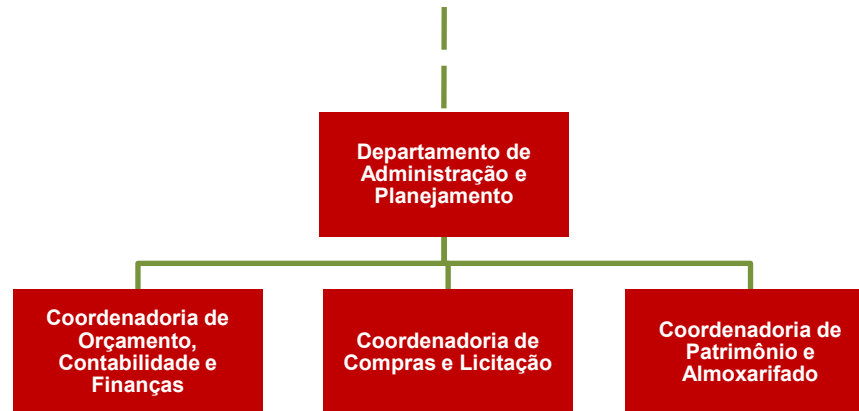 Departamento de
Administração e
Planejamento
Coordenadoria de
Orçamento,
Contabilidade e
Finanças
Coordenadoria de
Compras e Licitação
Coordenadoria de
Patrimônio e
Almoxarifado